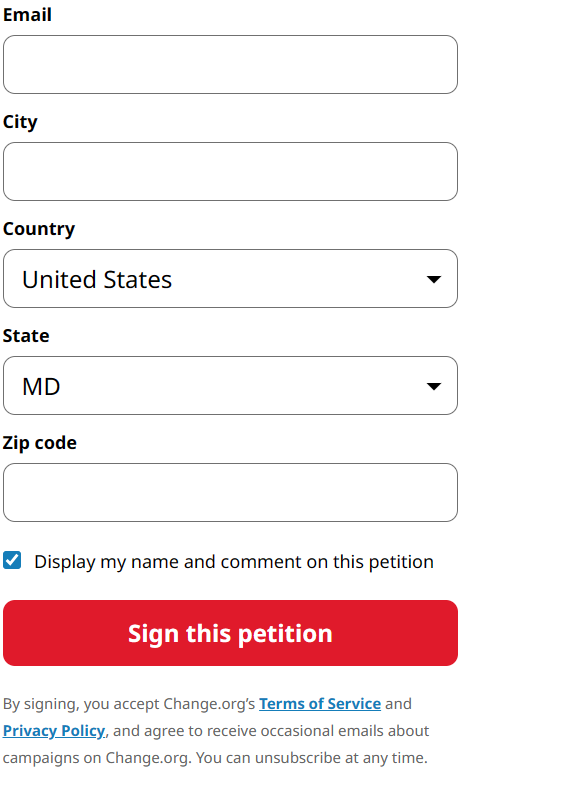 Email
City
Country
United States
State
MD
Zip code
Display my name and comment on this petition
Sign this petition
By signing, you accept Change.org’s Terms of Service and
Privacy Policy, and agree to receive occasional emails about
campaigns on Change.org. You can unsubscribe at any time.